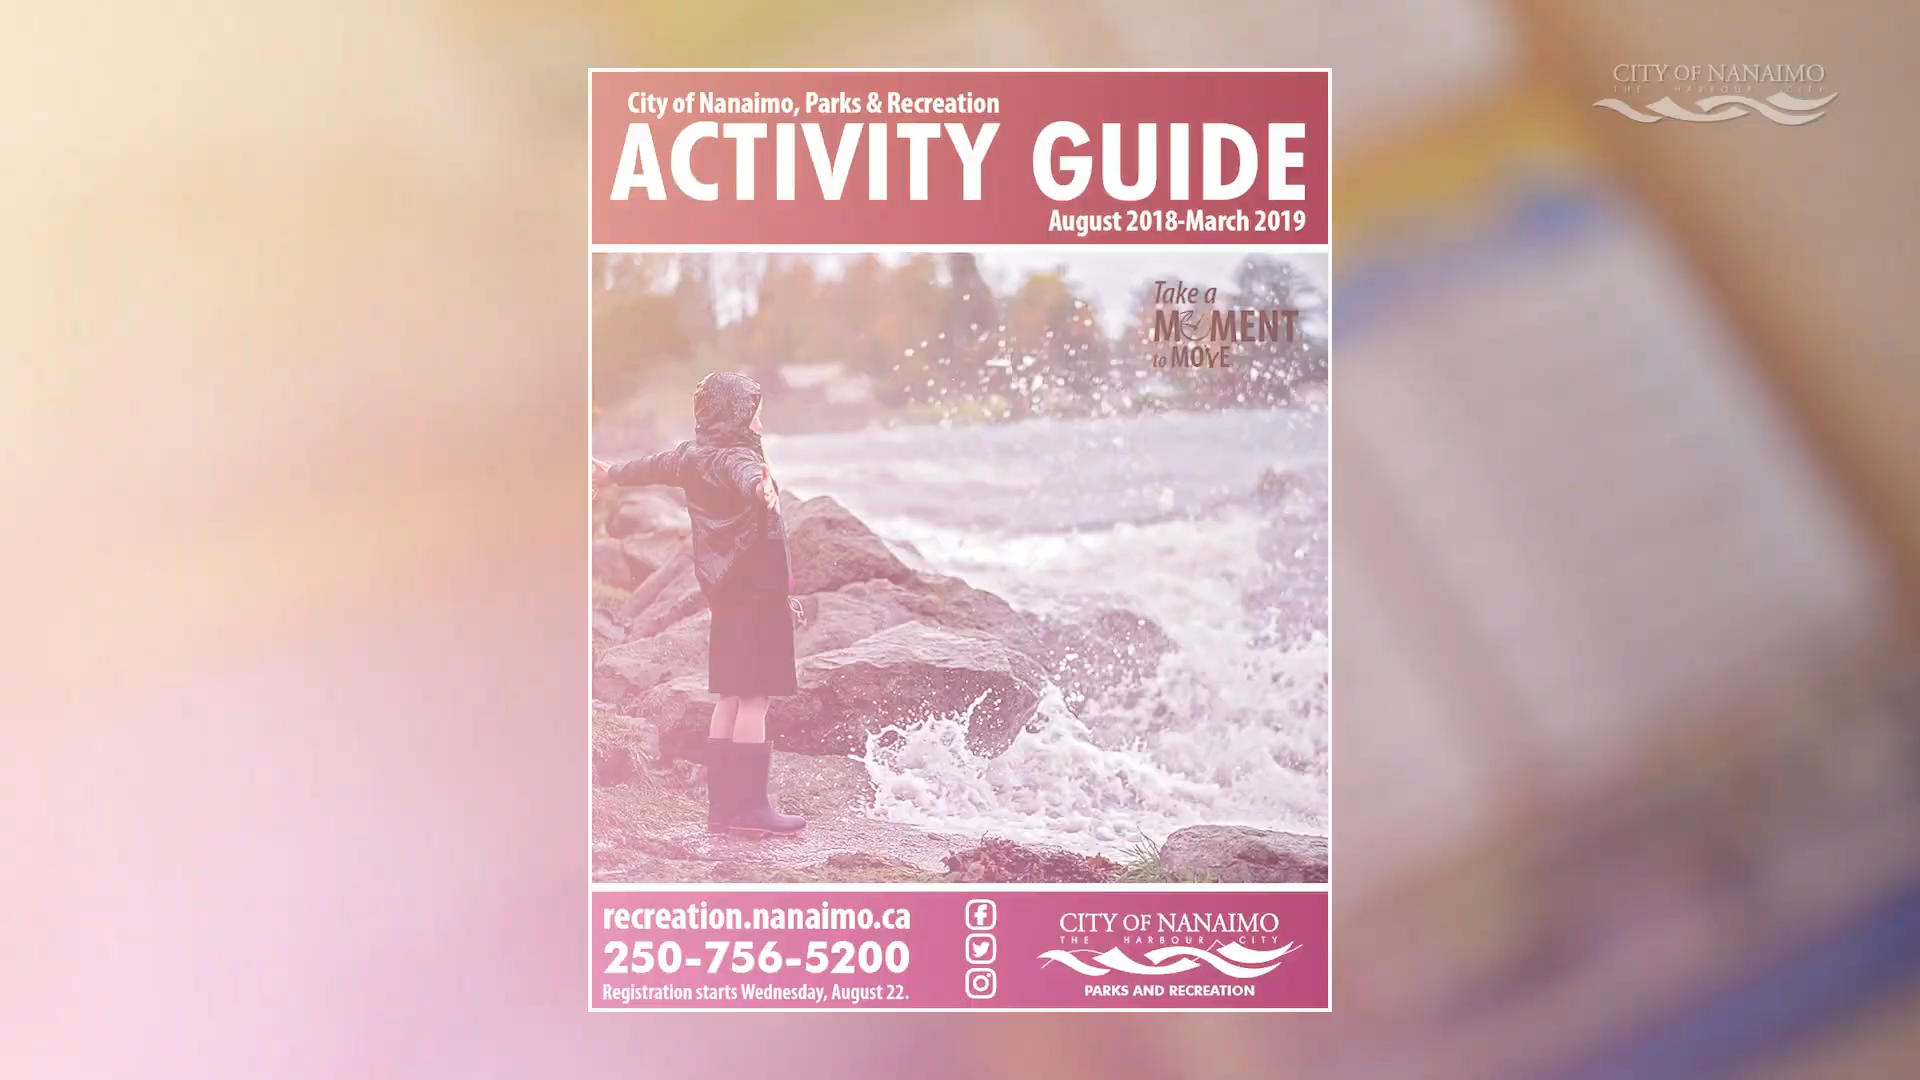 CITY OF NANAIMO
THE HARBOUR CITY
City of Nanaimo, Parks & Recreation
ACTIVITY GUIDE
August 2018-March 2019
Take a
MOMENT
to MOVE
recreation.nanaimo.ca
250-756-5200
Registration starts Wednesday, August 22.
CITY OF NANAIMO
THE HARBOUR CITY
PARKS AND RECREATION